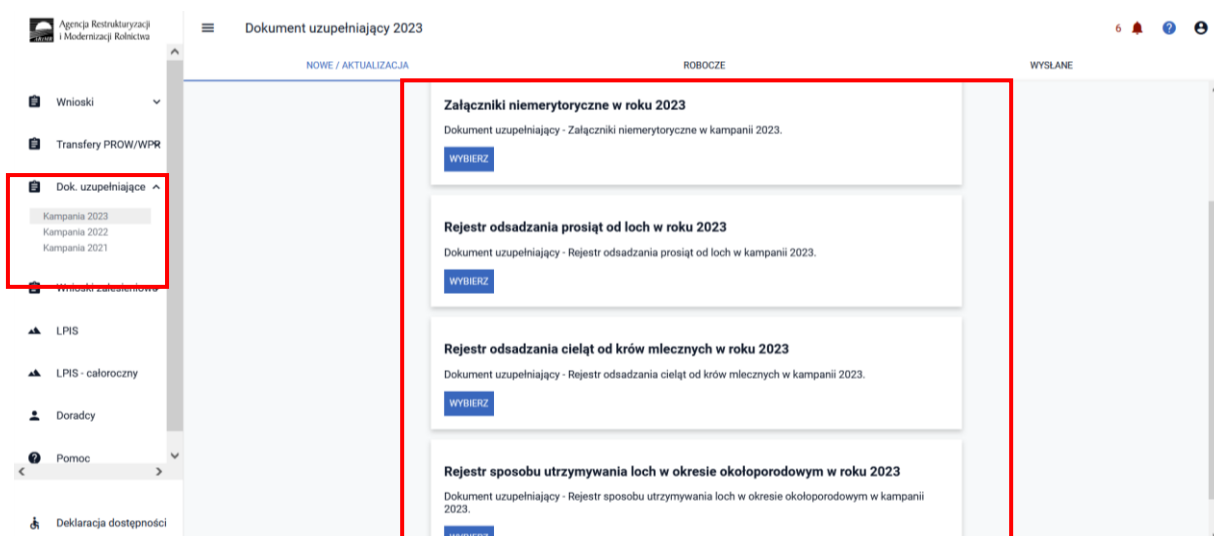 Agencja Restrukturyzacji
i Modernizacji Rolnictwa
Dokument uzupełniający 2023
6
NOWE / AKTUALIZACJA
ROBOCZE
WYSŁANE
Wnioski
Transfery PROW/WPR
Dok. uzupełniające
Kampania 2023
Kampania 2022
Kampania 2021
Wnioski zalesieniowe
LPIS
LPIS - całoroczny
Doradcy
Pomoc
Deklaracja dostępności
Załączniki niemerytoryczne w roku 2023
Dokument uzupełniający - Załączniki niemerytoryczne w kampanii 2023.
WYBIERZ
Rejestr odsadzania prosiąt od loch w roku 2023
Dokument uzupełniający - Rejestr odsadzania prosiąt od loch w kampanii 2023.
WYBIERZ
Rejestr odsadzania cieląt od krów mlecznych w roku 2023
Dokument uzupełniający - Rejestr odsadzania cieląt od krów mlecznych w kampanii 2023.
WYBIERZ
Rejestr sposobu utrzymywania loch w okresie okołoporodowym w roku 2023
Dokument uzupełniający - Rejestr sposobu utrzymywania loch w okresie okołoporodowym w kampanii
2023.
WYBIERZ